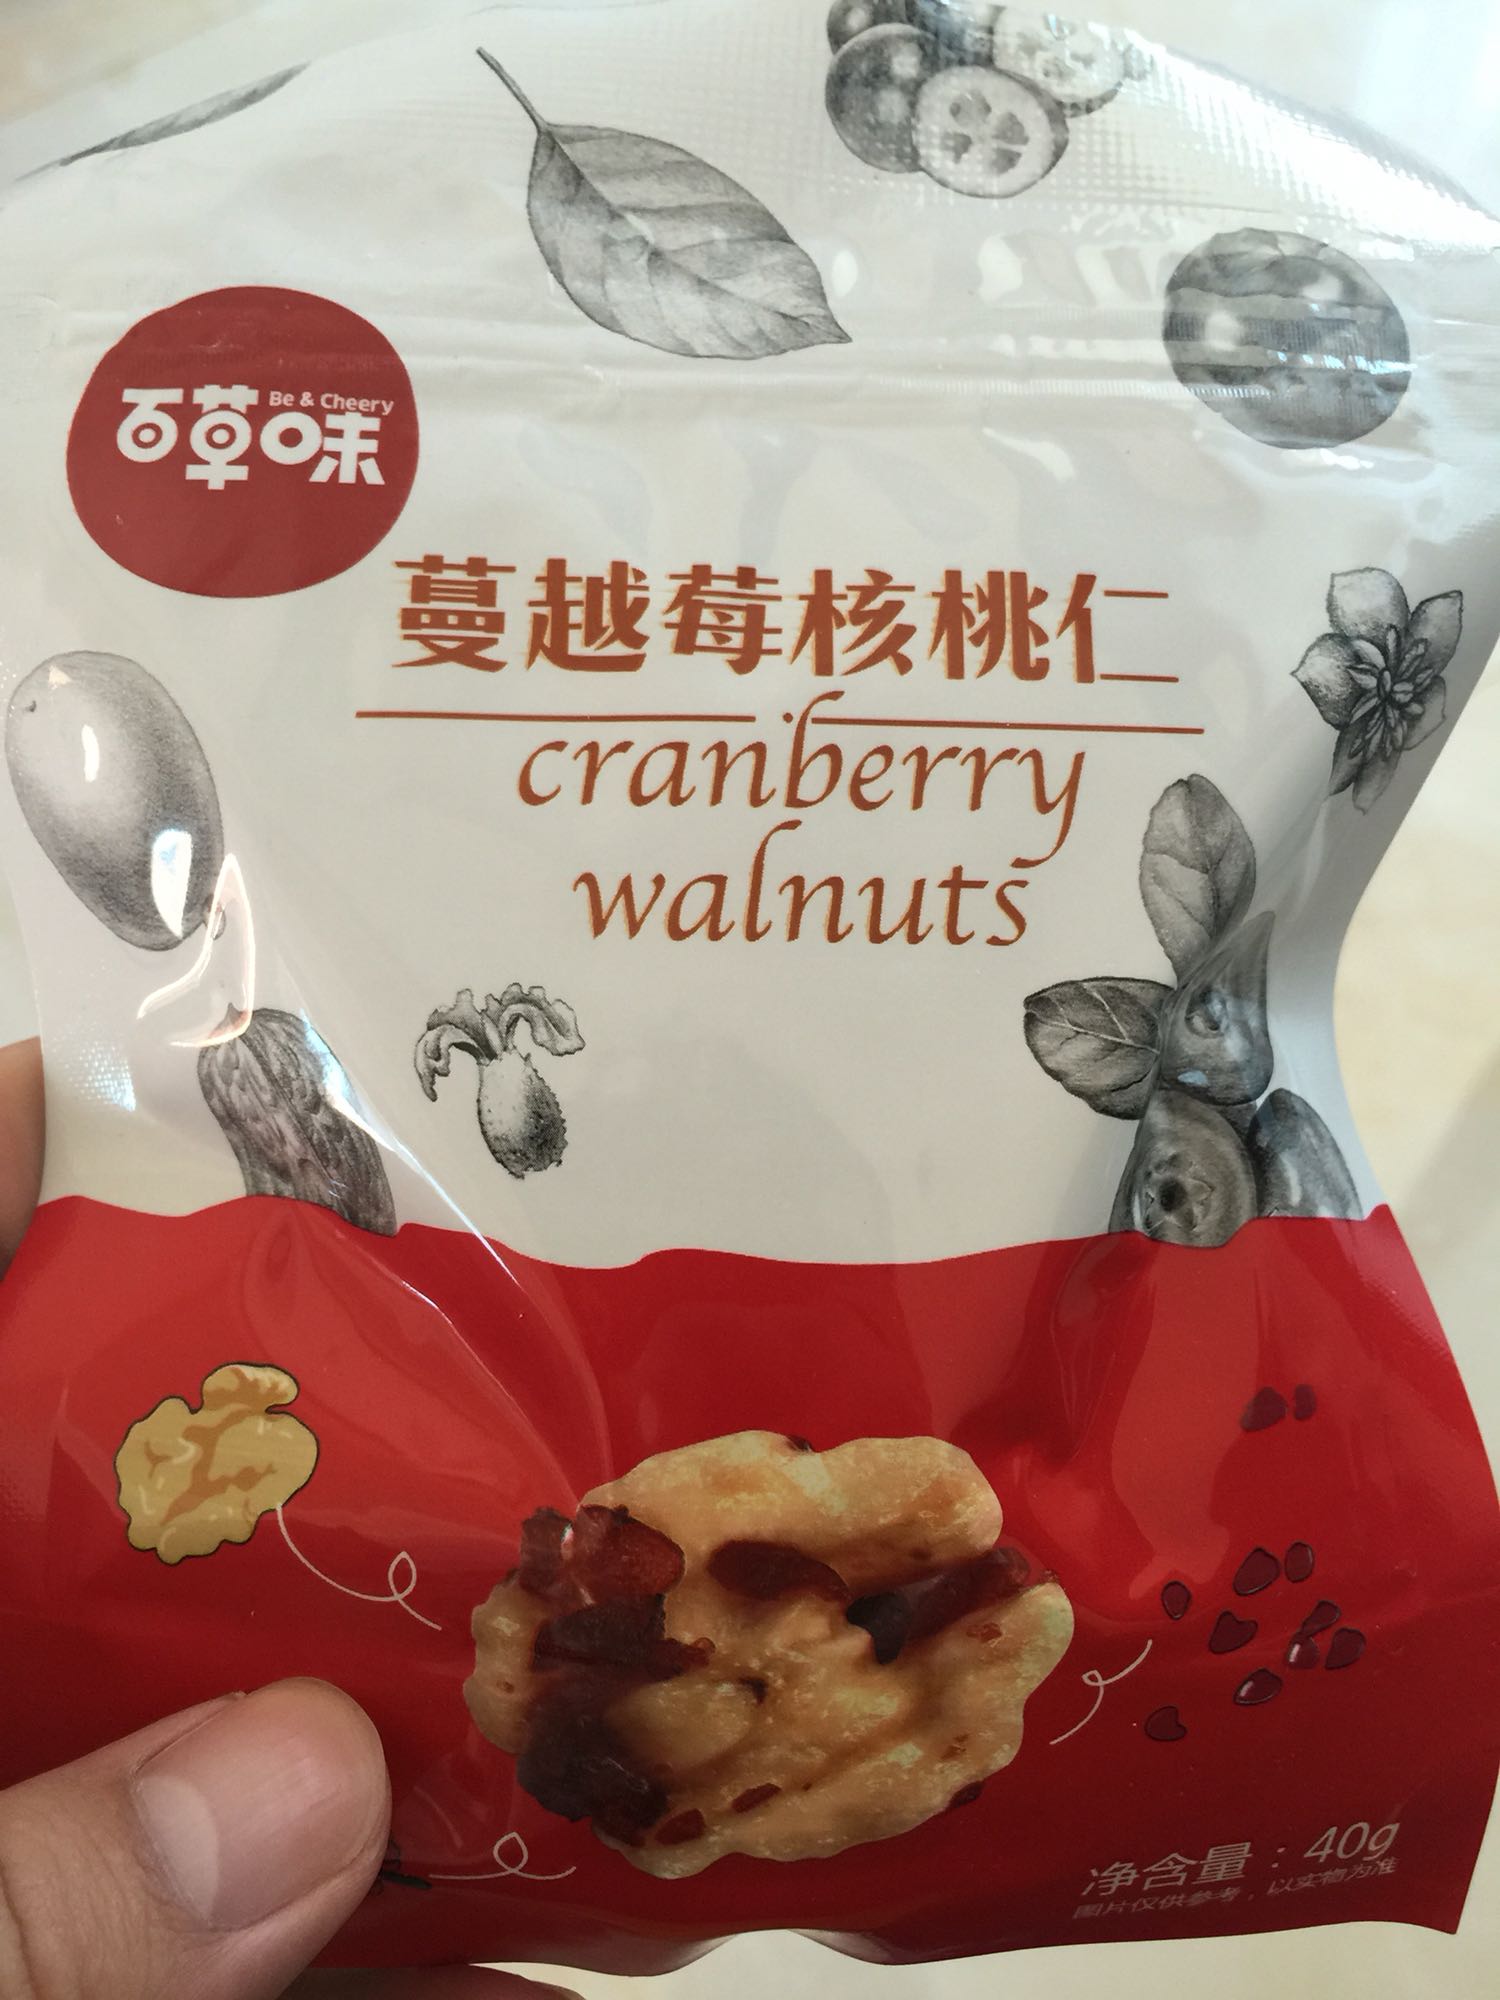 Be & Cheery
百草味
蔓越莓核桃仁
cranberry
walnuts
净含量：40g
图片仅供参考，以实物为准